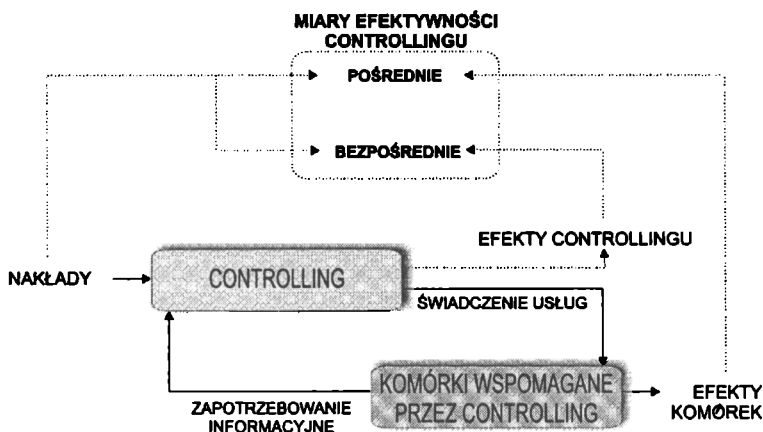 MIARY EFEKTYWNOŚCI
CONTROLLINGU
POŚREDNIE
BEZPOŚREDNIE
EFEKTY CONTROLLINGU
NAKŁADY
CONTROLLING
ŚWIADCZENIE USŁUG
KOMÓRKI WSPOMAGANE
PRZEZ CONTROLLING
EFEKTY
KOMÓREK
ZAPOTRZEBOWANIE
INFORMACYJNE